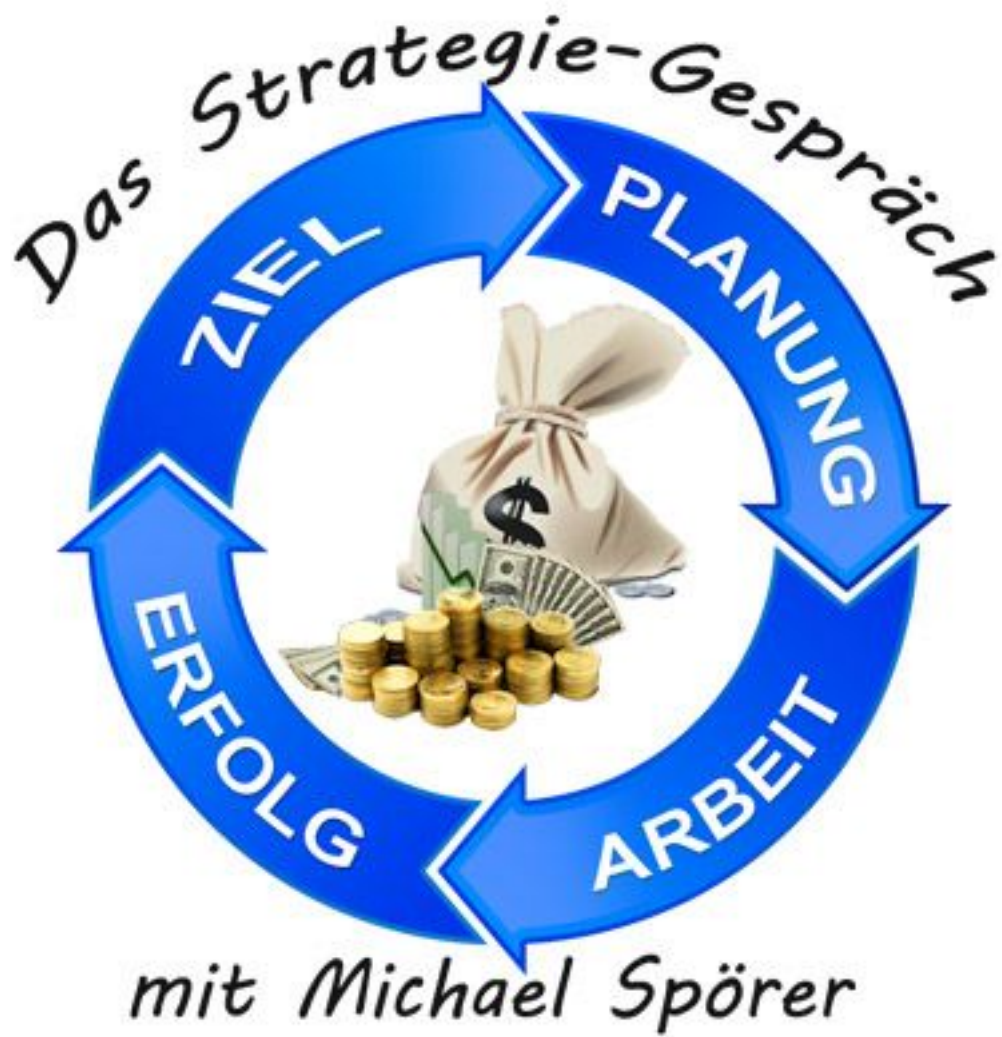 Das Strategie-Gespräch
ZIEL
PLANUNG
ARBEIT
ERFOLG
$
mit Michael Spörer